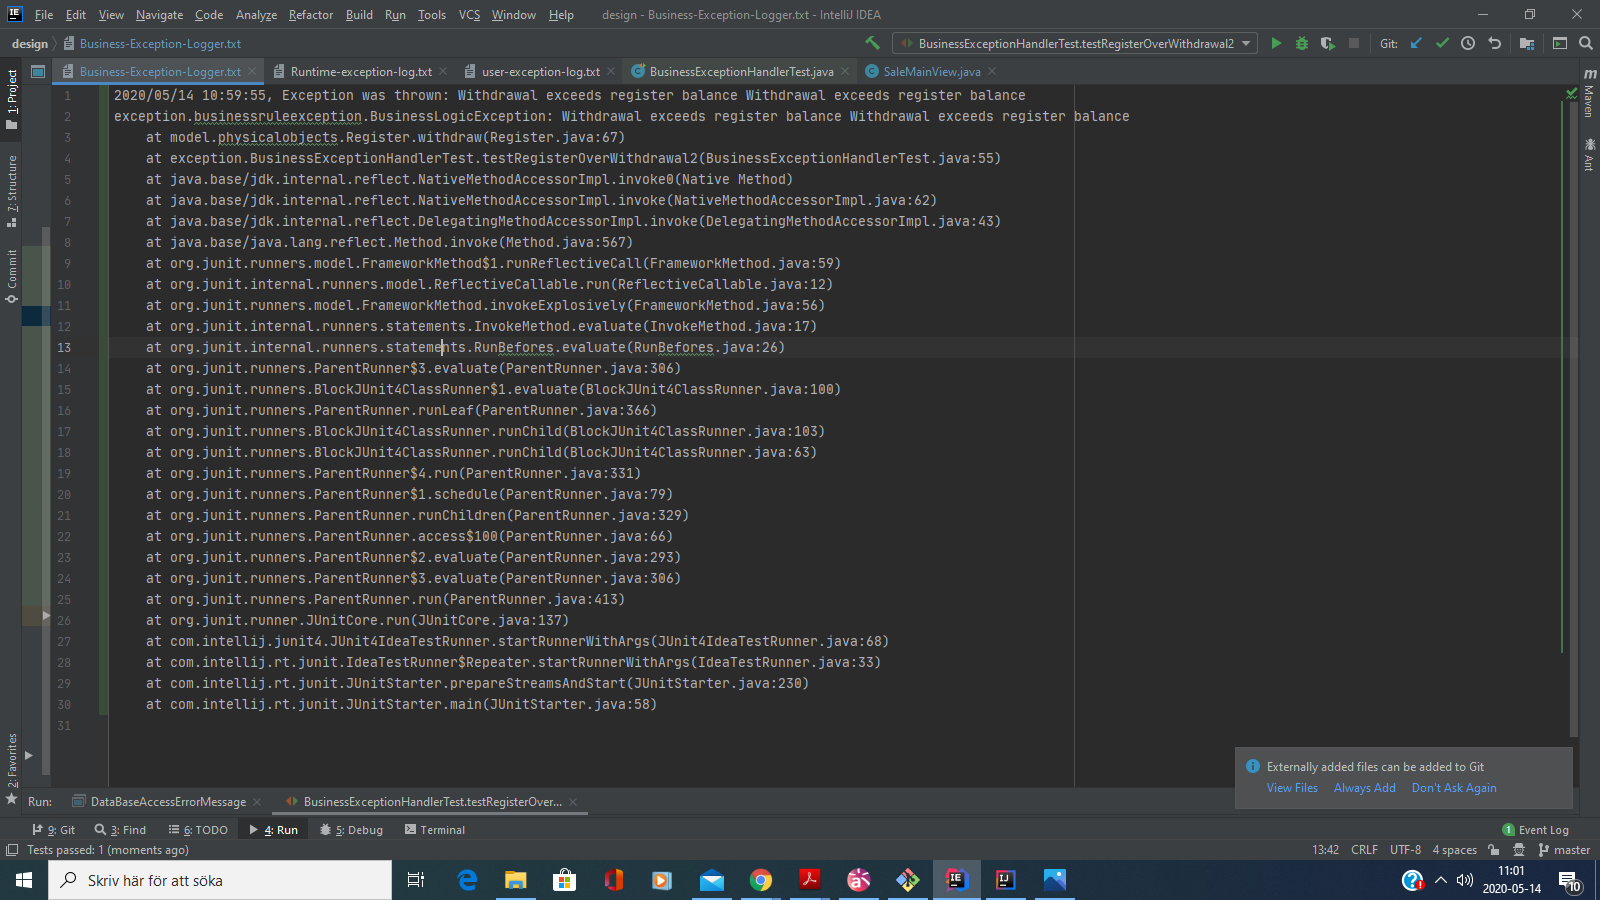 File Edit View Navigate Code Analyze Refactor Build Run Tools VCS Window Help design - Business-Exception-Logger.txt - IntelliJ IDEA
design Business-Exception-Logger.txt BusinessExceptionHandlerTest.testRegisterOverWithdrawal2 Git:
Business-Exception-Logger.txt Runtime-exception-log.txt user-exception-log.txt BusinessExceptionHandlerTest.java SaleMainView.java
1: Project
7: Structure
Commit
2: Favorites
Maven
Ant
1 2020/05/14 10:59:55, Exception was thrown: Withdrawal exceeds register balance Withdrawal exceeds register balance
2 exception.businessruleexception.BusinessLogicException: Withdrawal exceeds register balance Withdrawal exceeds register balance
3 at model.physicalobjects.Register.withdraw(Register.java:67)
4 at exception.BusinessExceptionHandlerTest.testRegisterOverWithdrawal2(BusinessExceptionHandlerTest.java:55)
5 at java.base/jdk.internal.reflect.NativeMethodAccessorImpl.invoke0(Native Method)
6 at java.base/jdk.internal.reflect.NativeMethodAccessorImpl.invoke(NativeMethodAccessorImpl.java:62)
7 at java.base/jdk.internal.reflect.DelegatingMethodAccessorImpl.invoke(DelegatingMethodAccessorImpl.java:43)
8 at java.base/java.lang.reflect.Method.invoke(Method.java:567)
9 at org.junit.runners.model.FrameworkMethod$1.runReflectiveCall(FrameworkMethod.java:59)
10 at org.junit.internal.runners.model.ReflectiveCallable.run(ReflectiveCallable.java:12)
11 at org.junit.runners.model.FrameworkMethod.invokeExplosively(FrameworkMethod.java:56)
12 at org.junit.internal.runners.statements.InvokeMethod.evaluate(InvokeMethod.java:17)
13 at org.junit.internal.runners.statements.RunBefores.evaluate(RunBefores.java:26)
14 at org.junit.runners.ParentRunner$3.evaluate(ParentRunner.java:306)
15 at org.junit.runners.BlockJUnit4ClassRunner$1.evaluate(BlockJUnit4ClassRunner.java:100)
16 at org.junit.runners.ParentRunner.runLeaf(ParentRunner.java:366)
17 at org.junit.runners.BlockJUnit4ClassRunner.runChild(BlockJUnit4ClassRunner.java:103)
18 at org.junit.runners.BlockJUnit4ClassRunner.runChild(BlockJUnit4ClassRunner.java:63)
19 at org.junit.runners.ParentRunner$4.run(ParentRunner.java:331)
20 at org.junit.runners.ParentRunner$1.schedule(ParentRunner.java:79)
21 at org.junit.runners.ParentRunner.runChildren(ParentRunner.java:329)
22 at org.junit.runners.ParentRunner.access$100(ParentRunner.java:66)
23 at org.junit.runners.ParentRunner$2.evaluate(ParentRunner.java:293)
24 at org.junit.runners.ParentRunner$3.evaluate(ParentRunner.java:306)
25 at org.junit.runners.ParentRunner.run(ParentRunner.java:413)
26 at org.junit.runner.JUnitCore.run(JUnitCore.java:137)
27 at com.intellij.junit4.JUnit4IdeaTestRunner.startRunnerWithArgs(JUnit4IdeaTestRunner.java:68)
28 at com.intellij.rt.junit.IdeaTestRunner$Repeater.startRunnerWithArgs(IdeaTestRunner.java:33)
29 at com.intellij.rt.junit.JUnitStarter.prepareStreamsAndStart(JUnitStarter.java:230)
30 at com.intellij.rt.junit.JUnitStarter.main(JUnitStarter.java:58)
31
Externally added files can be added to Git
View Files Always Add Don't Ask Again
Run: DataBaseAccessErrorMessage BusinessExceptionHandlerTest.testRegisterOver...
9: Git 3: Find 6: TODO 4: Run 5: Debug Terminal 1 Event Log
Tests passed: 1 (moments ago) 13:42 CRLF UTF-8 4 spaces master
Skriv här för att söka
11:01
2020-05-14
10